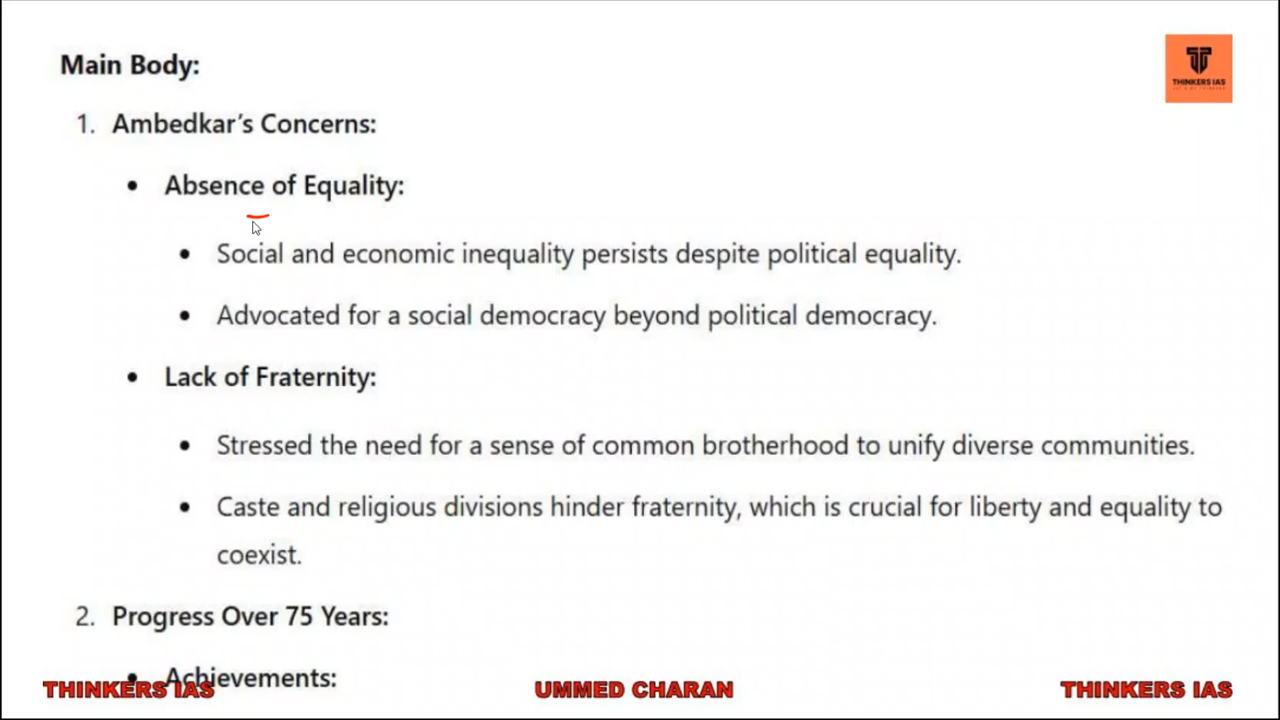 Main Body:
THINKERS IAS
1. Ambedkar's Concerns:
• Absence of Equality:
• Social and economic inequality persists despite political equality.
• Advocated for a social democracy beyond political democracy.
• Lack of Fraternity:
• Stressed the need for a sense of common brotherhood to unify diverse communities.
• Caste and religious divisions hinder fraternity, which is crucial for liberty and equality to
coexist.
2. Progress Over 75 Years:
• Achievements:
THINKERS IAS UMMED CHARAN THINKERS IAS